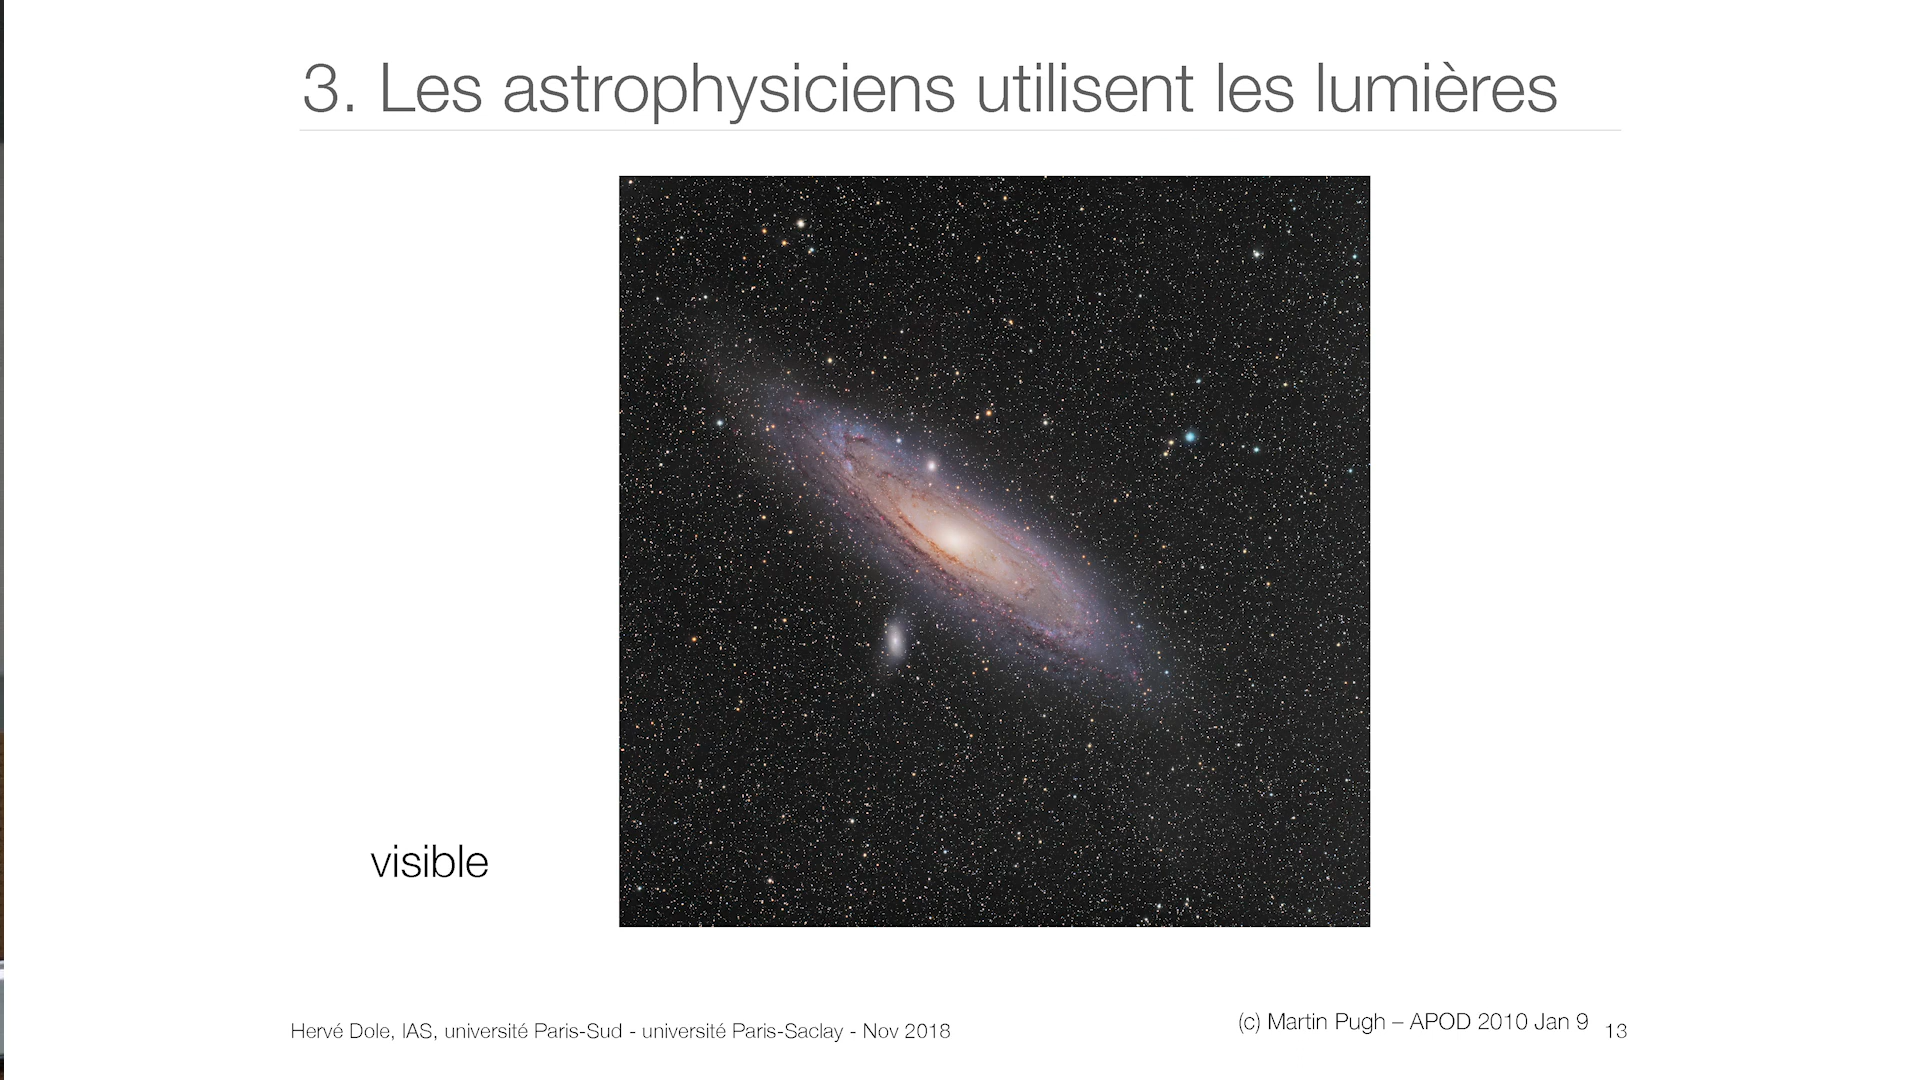 3. Les astrophysiciens utilisent les lumières
visible
Hervé Dole, IAS, université Paris-Sud - université Paris-Saclay - Nov 2018
(c) Martin Pugh – APOD 2010 Jan 9
13